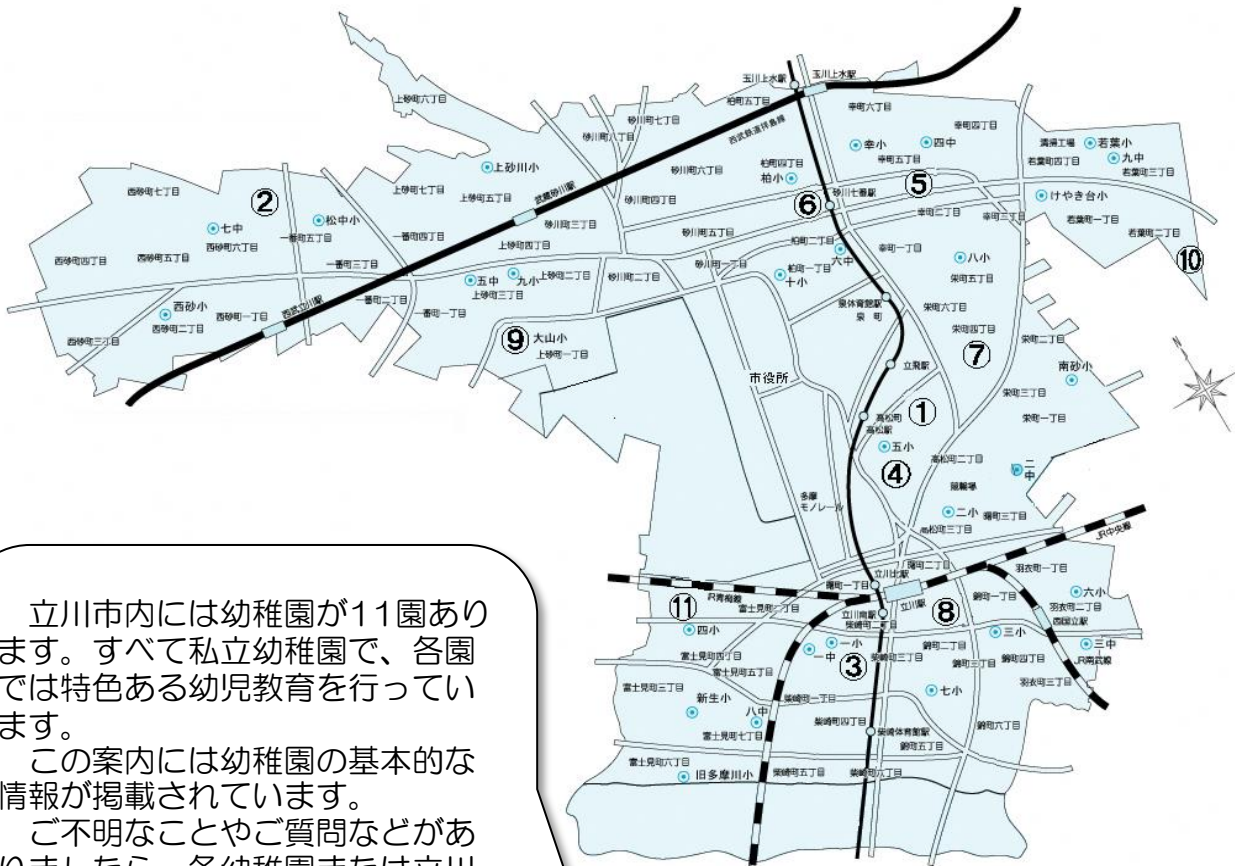 玉川上水駅
玉川上水駅
上砂町六丁目
柏町五丁目
幸町六丁目
砂川町七丁目
西武鉄道拝島線
幸町四丁目
砂川町八丁目
幸小
四中
清掃工場
若葉小
幸町五丁目
若葉町四丁目
九中
上砂川小
柏町四丁目
若葉町三丁目
砂川町六丁目
柏小
⑤
西砂町七丁目
上砂町七丁目
武蔵砂川駅
②
上砂町五丁目
砂川町四丁目
⑥
砂川七番駅
けやき台小
七中
松中小
砂川町三丁目
幸町二丁目
幸町三丁目
若葉町一丁目
西砂町六丁目
一番町五丁目
一番町四丁目
上砂町四丁目
砂川町五丁目
柏町二丁目
幸町一丁目
若葉町二丁目
西砂町四丁目
西砂町五丁目
一番町三丁目
砂川町一丁目
六中
八小
⑩
五中
九小
上砂町二丁目
砂川町二丁目
柏町一丁目
十小
栄町五丁目
上砂町三丁目
西武立川駅
一番町二丁目
泉体育館駅
泉町
栄町六丁目
西砂小
西砂町一丁目
一番町一丁目
西砂町二丁目
西砂町三丁目
⑨
大山小
栄町四丁目
栄町二丁目
上砂町一丁目
⑦
市役所
立飛駅
南砂小
栄町三丁目
高松町
①
高松駅
栄町一丁目
五小
④
高松町二丁目
二中
競輪場
多摩
モノレール
二小
曙町三丁目
高松町三丁目
JR中央線
曙町二丁目
羽衣町一丁目
立川北駅
曙町一丁目
JR青梅線
立川駅
錦町一丁目
六小
⑪
富士見町一丁目
立川南駅
⑧
羽衣町二丁目
西国立駅
四小
柴崎町二丁目
三小
三中
一小
一中
錦町二丁目
JR南武線
富士見町四丁目
③
柴崎町三丁目
錦町三丁目
錦町四丁目
富士見町五丁目
羽衣町三丁目
富士見町三丁目
七小
新生小
八中
柴崎町一丁目
富士見町七丁目
柴崎町四丁目
柴崎体育館駅
錦町六丁目
錦町五丁目
富士見町六丁目
旧多摩川小
柴崎町五丁目
柴崎町六丁目
N
立川市内には幼稚園が11園あり
ます。すべて私立幼稚園で、各園
では特色ある幼児教育を行ってい
ます。
この案内には幼稚園の基本的な
情報が掲載されています。
ご不明なことやご質問などがあ
りましたら、各幼稚園または立川